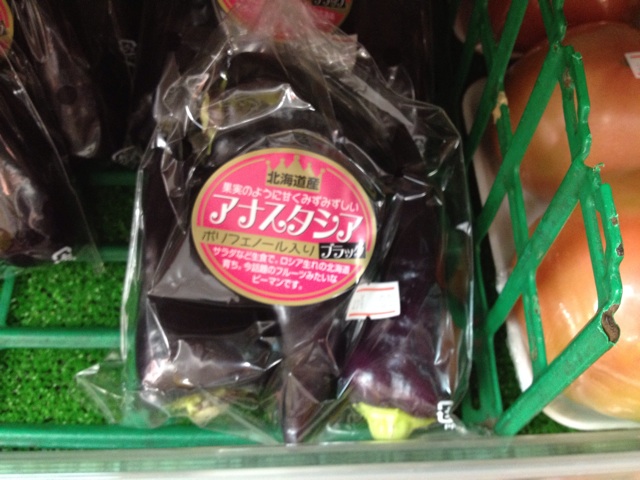 北海道産
果実のように甘くみずみずしい
アナスタシア
ポリフェノール入り ブラック
サラダなど生食で、ロシア生れの北海道
育ち。今話題のフルーツみたいな
ピーマンです。